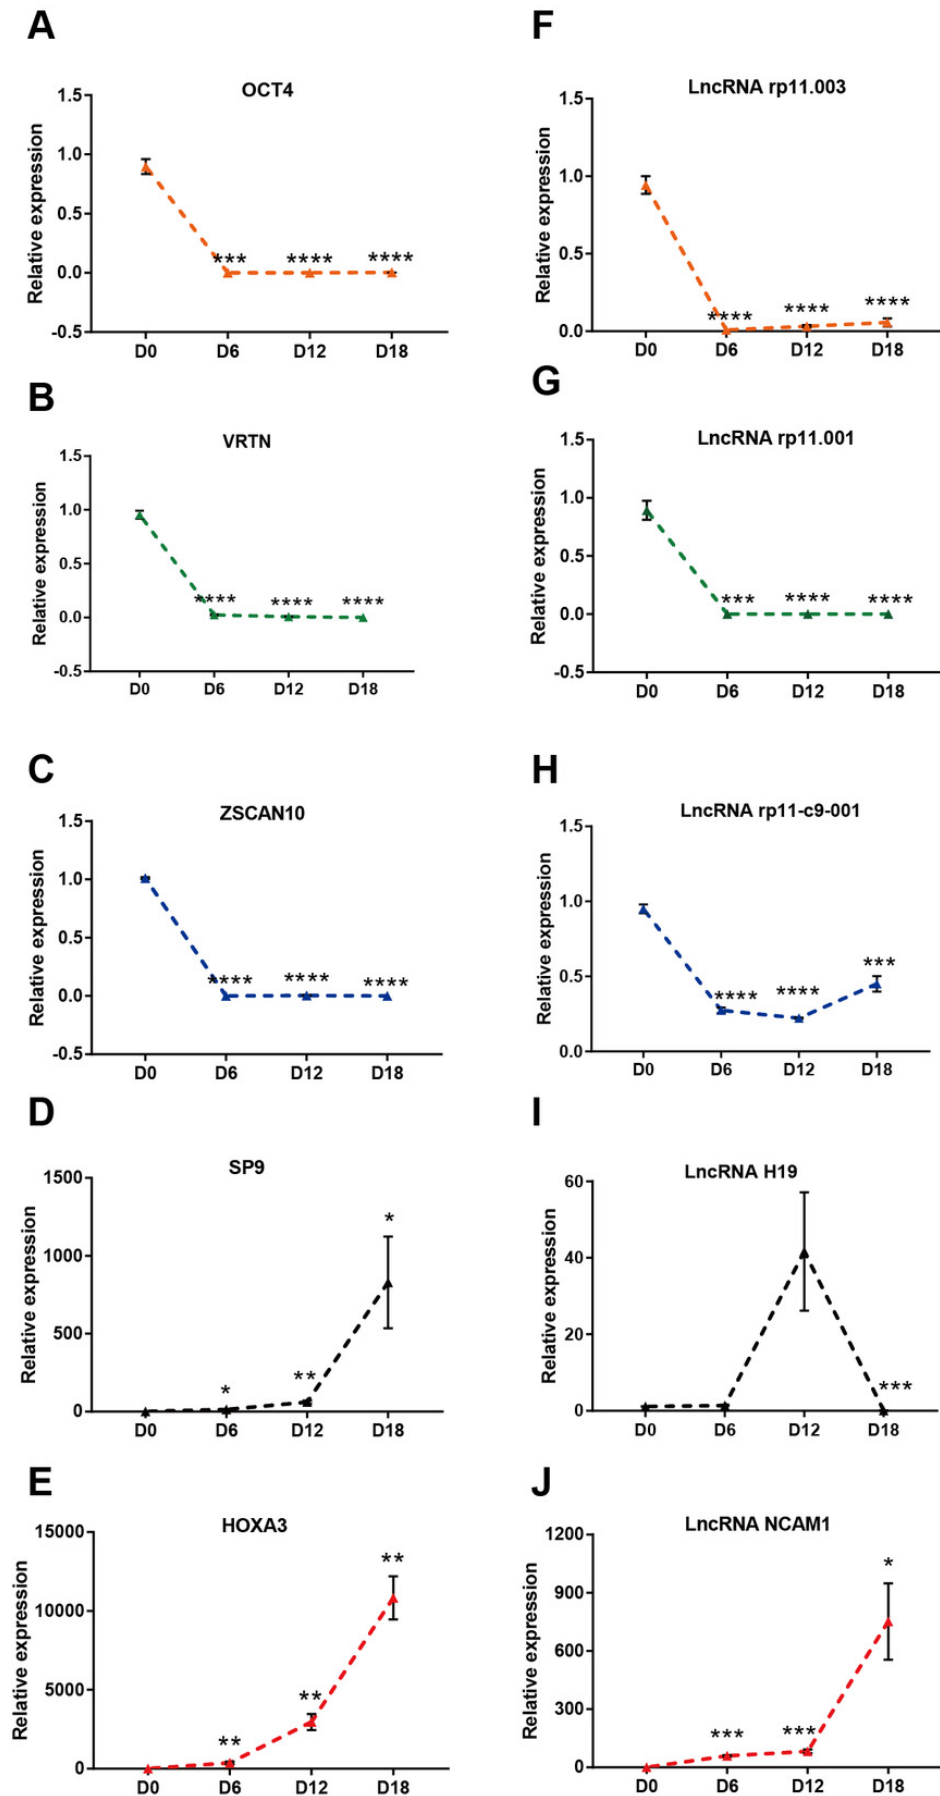 A
OCT4
Relative expression
1.5
1.0
0.5
0.0
-0.5
***
****
****
D0 D6 D12 D18
B
VRTN
Relative expression
1.5
1.0
0.5
0.0
-0.5
****
****
****
D0 D6 D12 D18
C
ZSCAN10
Relative expression
1.5
1.0
0.5
0.0
-0.5
****
****
****
D0 D6 D12 D18
D
SP9
Relative expression
1500
1000
500
0
*
**
*
D0 D6 D12 D18
E
HOXA3
Relative expression
15000
10000
5000
0
**
**
**
D0 D6 D12 D18
F
LncRNA rp11.003
Relative expression
1.5
1.0
0.5
0.0
****
****
****
D0 D6 D12 D18
G
LncRNA rp11.001
Relative expression
1.5
1.0
0.5
0.0
-0.5
***
****
****
D0 D6 D12 D18
H
LncRNA rp11-c9-001
Relative expression
1.5
1.0
0.5
0.0
****
****
***
D0 D6 D12 D18
I
LncRNA H19
Relative expression
60
40
20
0
***
D0 D6 D12 D18
J
LncRNA NCAM1
Relative expression
1200
900
600
300
0
***
***
*
D0 D6 D12 D18